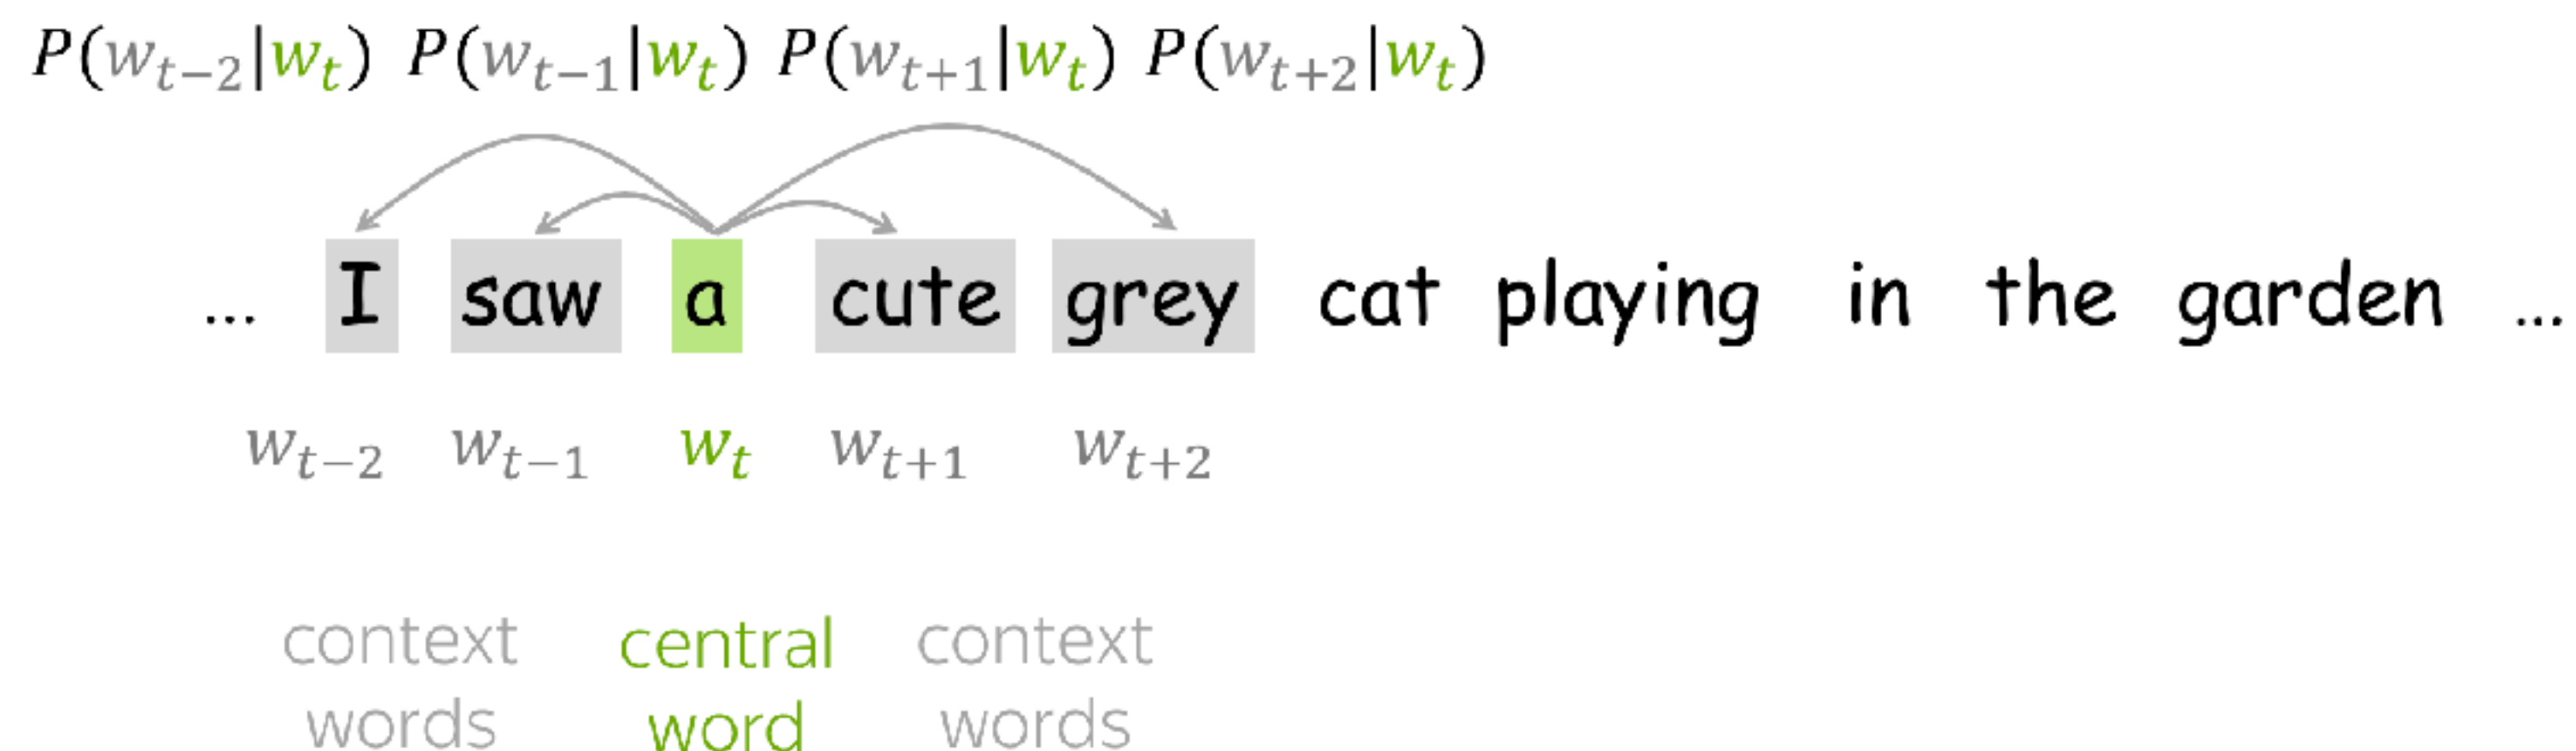 P(w_{t-2}|w_t) P(w_{t-1}|w_t) P(w_{t+1}|w_t) P(w_{t+2}|w_t)
... I saw a cute grey cat playing in the garden ...
w_{t-2} w_{t-1} w_t w_{t+1} w_{t+2}
context central context
words word words